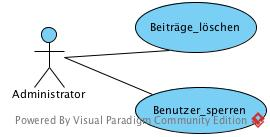 Beiträge_löschen
Administrator
Benutzer_sperren
Powered By Visual Paradigm Community Edition